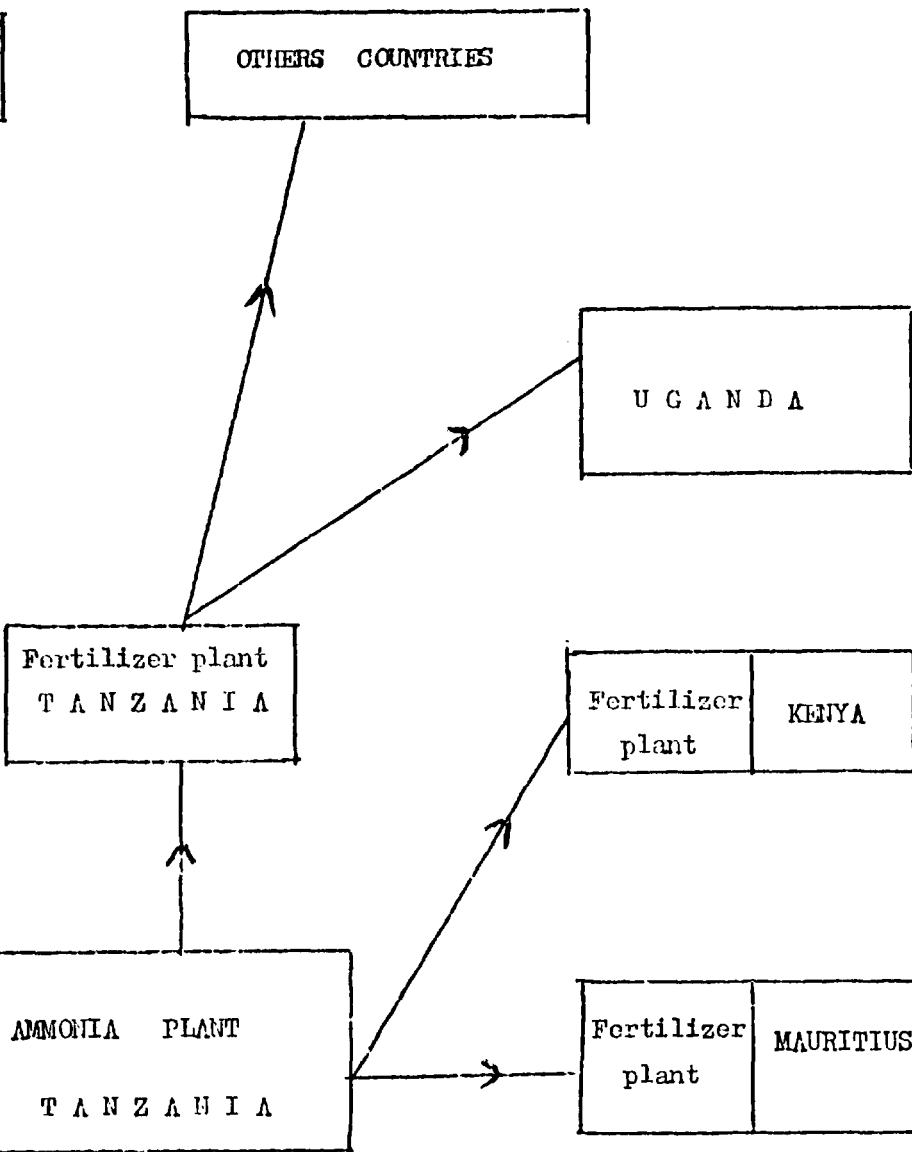 OTHERS COUNTRIES
U G A N D A
Fertilizer plant
T A N Z A N I A
Fertilizer
plant
KENYA
AMMONIA PLANT
T A N Z A N I A
Fertilizer
plant
MAURITIUS